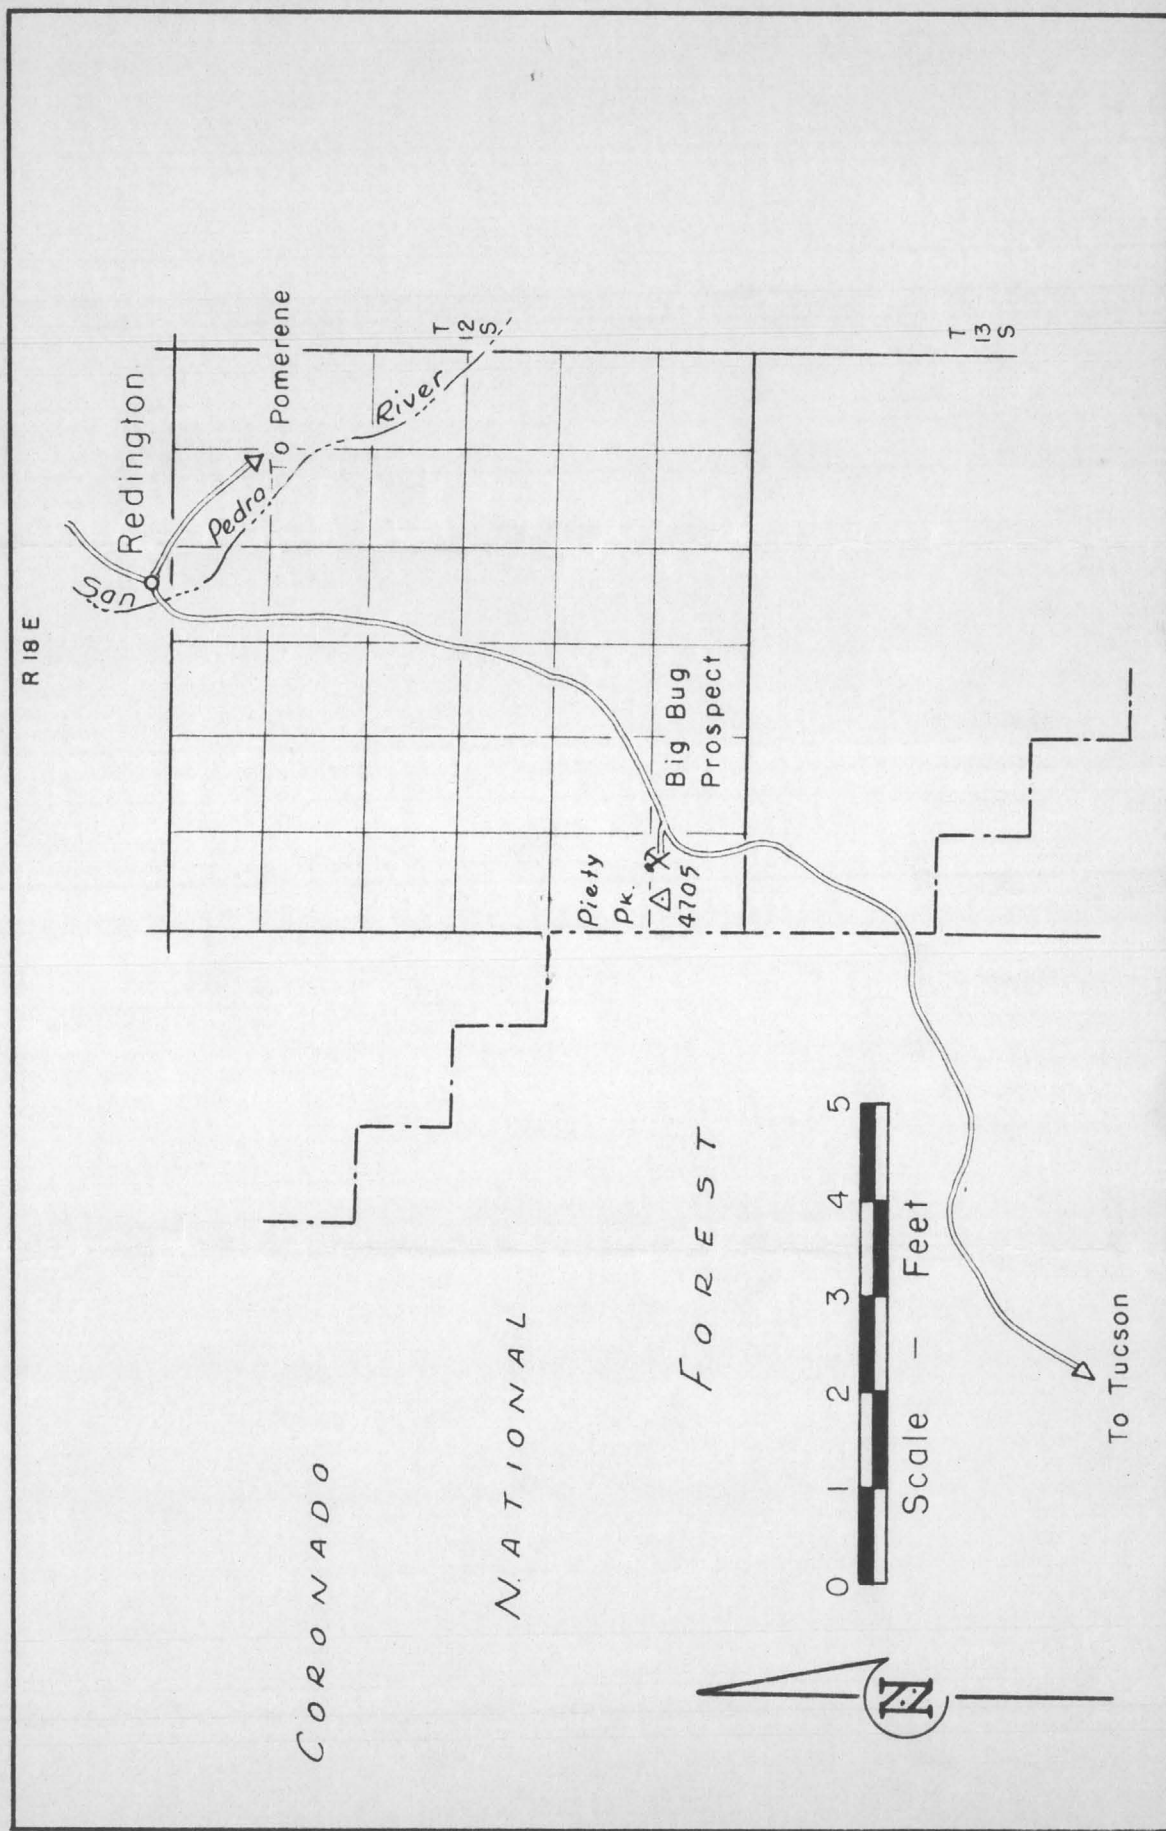 R 18 E
Redington
San
Pedro
River
To Pomerene
T
12
S
T
13
S
Big Bug
Prospect
Piety
Pk.
4705
CORONADO
NATIONAL
FOREST
0 1 2 3 4 5
Scale — Feet
To Tucson
N